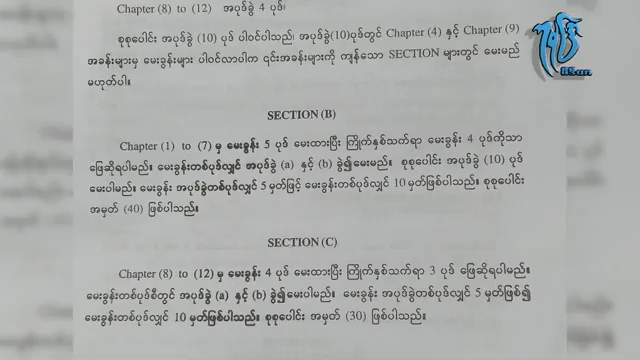 Chapter (8) to (12) အပုဒ်ခွဲ 4 ပုဒ်၊
စုစုပေါင်း အပုဒ်ခွဲ (10) ပုဒ် ပါဝင်ပါသည်၊ အပုဒ်ခွဲ(10)ပုဒ်တွင် Chapter (4) နှင့် Chapter (9)
အခန်းများမှ မေးခွန်းများ ပါဝင်လာပါက ၎င်းအခန်းများကို ကျန်သော SECTION များတွင် မေးမည်
မဟုတ်ပါ။
SECTION (B)
Chapter (1) to (7) မှ မေးခွန်း 5 ပုဒ် မေးထားပြီး ကြိုက်နှစ်သက်ရာ မေးခွန်း 4 ပုဒ်ကိုသာ
ဖြေဆိုရပါမည်။ မေးခွန်းတစ်ပုဒ်လျှင် အပုဒ်ခွဲ (a) နှင့် (b) ခွဲ၍မေးမည်။ စုစုပေါင်း အပုဒ်ခွဲ (10) ပုဒ်
မေးပါမည်။ မေးခွန်း အပုဒ်ခွဲတစ်ပုဒ်လျှင် 5 မှတ်ဖြင့် မေးခွန်းတစ်ပုဒ်လျှင် 10 မှတ်ဖြစ်ပါသည်။ စုစုပေါင်း
အမှတ် (40) ဖြစ်ပါသည်။
SECTION (C)
Chapter (8) to (12) မှ မေးခွန်း 4 ပုဒ် မေးထားပြီး ကြိုက်နှစ်သက်ရာ 3 ပုဒ် ဖြေဆိုရပါမည်။
မေးခွန်းတစ်ပုဒ်စီတွင် အပုဒ်ခွဲ (a) နှင့် (b) ခွဲ၍မေးပါမည်။ မေးခွန်း အပုဒ်ခွဲတစ်ပုဒ်လျှင် 5 မှတ်ဖြစ်၍
မေးခွန်းတစ်ပုဒ်လျှင် 10 မှတ်ဖြစ်ပါသည်။ စုစုပေါင်း အမှတ် (30) ဖြစ်ပါသည်။